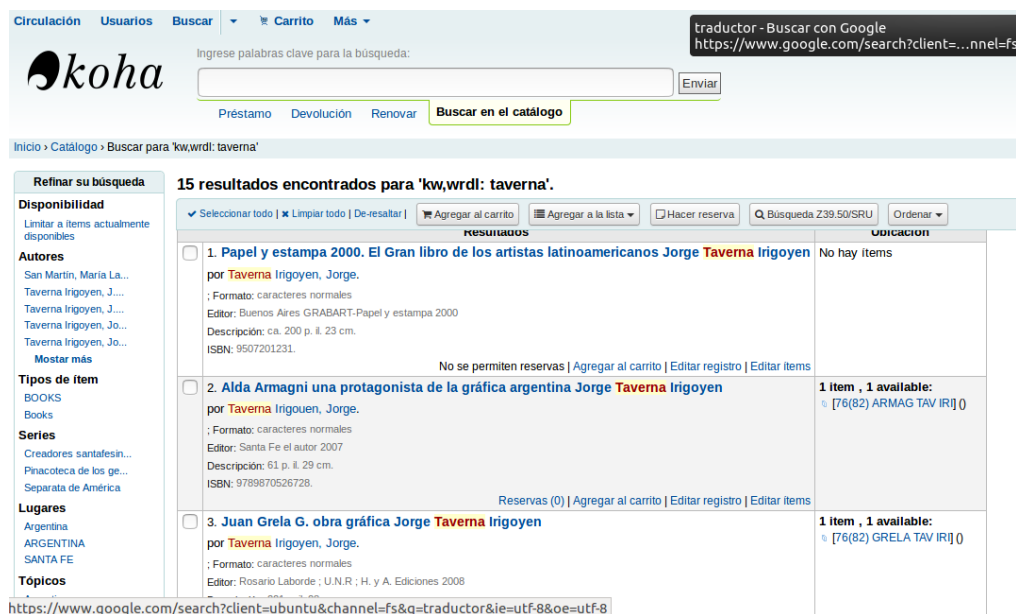 Circulación Usuarios Buscar Carrito Más
traductor - Buscar con Google
https://www.google.com/search?client=…nnel=fs
koha
Ingrese palabras clave para la búsqueda:
Enviar
Préstamo Devolución Renovar Buscar en el catálogo
Inicio › Catálogo › Buscar para 'kw,wrdl: taverna'
Refinar su búsqueda
Disponibilidad
Limitar a ítems actualmente
disponibles
Autores
San Martín, María La...
Taverna Irigoyen, J....
Taverna Irigoyen, J....
Taverna Irigoyen, Jo...
Taverna Irigoyen, Jo...
Mostar más
Tipos de ítem
BOOKS
Books
Series
Creadores santafesin...
Pinacoteca de los ge...
Separata de América
Lugares
Argentina
ARGENTINA
SANTA FE
Tópicos
15 resultados encontrados para 'kw,wrdl: taverna'.
Seleccionar todo | Limpiar todo | De-resaltar | Agregar al carrito Agregar a la lista Hacer reserva Búsqueda Z39.50/SRU Ordenar
Resultados Ubicación
1. Papel y estampa 2000. El Gran libro de los artistas latinoamericanos Jorge Taverna Irigoyen No hay ítems
por Taverna Irigoyen, Jorge.
; Formato: caracteres normales
Editor: Buenos Aires GRABART-Papel y estampa 2000
Descripción: ca. 200 p. il. 23 cm.
ISBN: 9507201231.
No se permiten reservas | Agregar al carrito | Editar registro | Editar ítems
2. Alda Armagni una protagonista de la gráfica argentina Jorge Taverna Irigoyen 1 item , 1 available:
por Taverna Irigouen, Jorge. [76(82) ARMAG TAV IRI] ()
; Formato: caracteres normales
Editor: Santa Fe el autor 2007
Descripción: 61 p. il. 29 cm.
ISBN: 9789870526728.
Reservas (0) | Agregar al carrito | Editar registro | Editar ítems
3. Juan Grela G. obra gráfica Jorge Taverna Irigoyen 1 item , 1 available:
por Taverna Irigoyen, Jorge. [76(82) GRELA TAV IRI] ()
; Formato: caracteres normales
Editor: Rosario Laborde ; U.N.R ; H. y A. Ediciones 2008
https://www.google.com/search?client=ubuntu&channel=fs&q=traductor&ie=utf-8&oe=utf-8